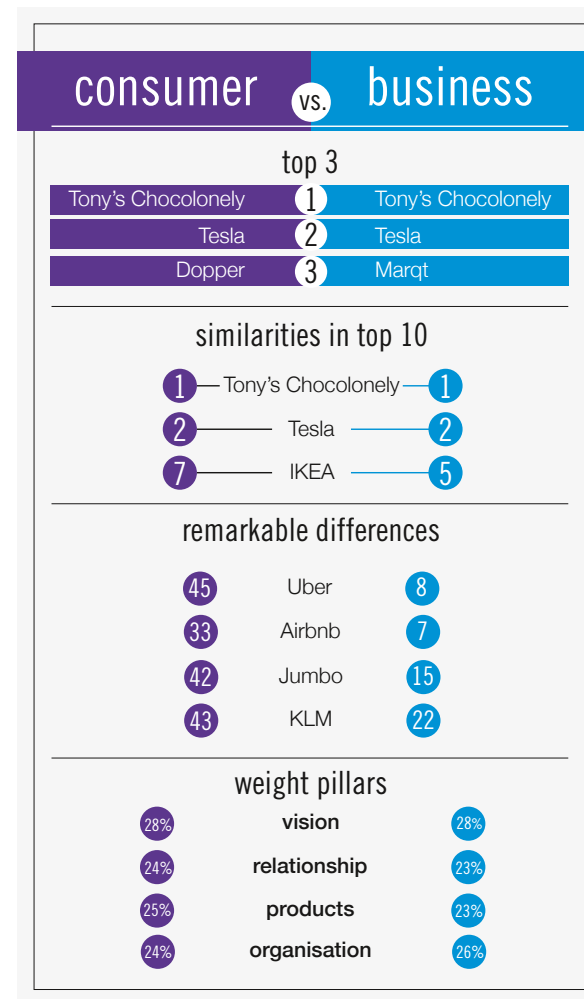 consumer vs. business
top 3
Tony's Chocolonely 1 Tony's Chocolonely
Tesla 2 Tesla
Dopper 3 Marqt
similarities in top 10
1 Tony's Chocolonely 1
2 Tesla 2
7 IKEA 5
remarkable differences
45 Uber 8
33 Airbnb 7
42 Jumbo 15
43 KLM 22
weight pillars
28% vision 28%
24% relationship 23%
25% products 23%
24% organisation 26%